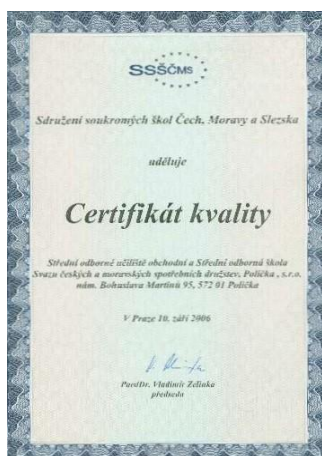 SSŠČMS
Sdružení soukromých škol Čech, Moravy a Slezska
uděluje
Certifikát kvality
Střední odborné učiliště obchodní a Střední odborná škola
Svazu českých a moravských spotřebních družstev, Polička , s.r.o.
nám. Bohuslava Martinů 95, 572 01 Polička
V Praze 10. září 2006
PaedDr. Vladimír Zelinka
předseda